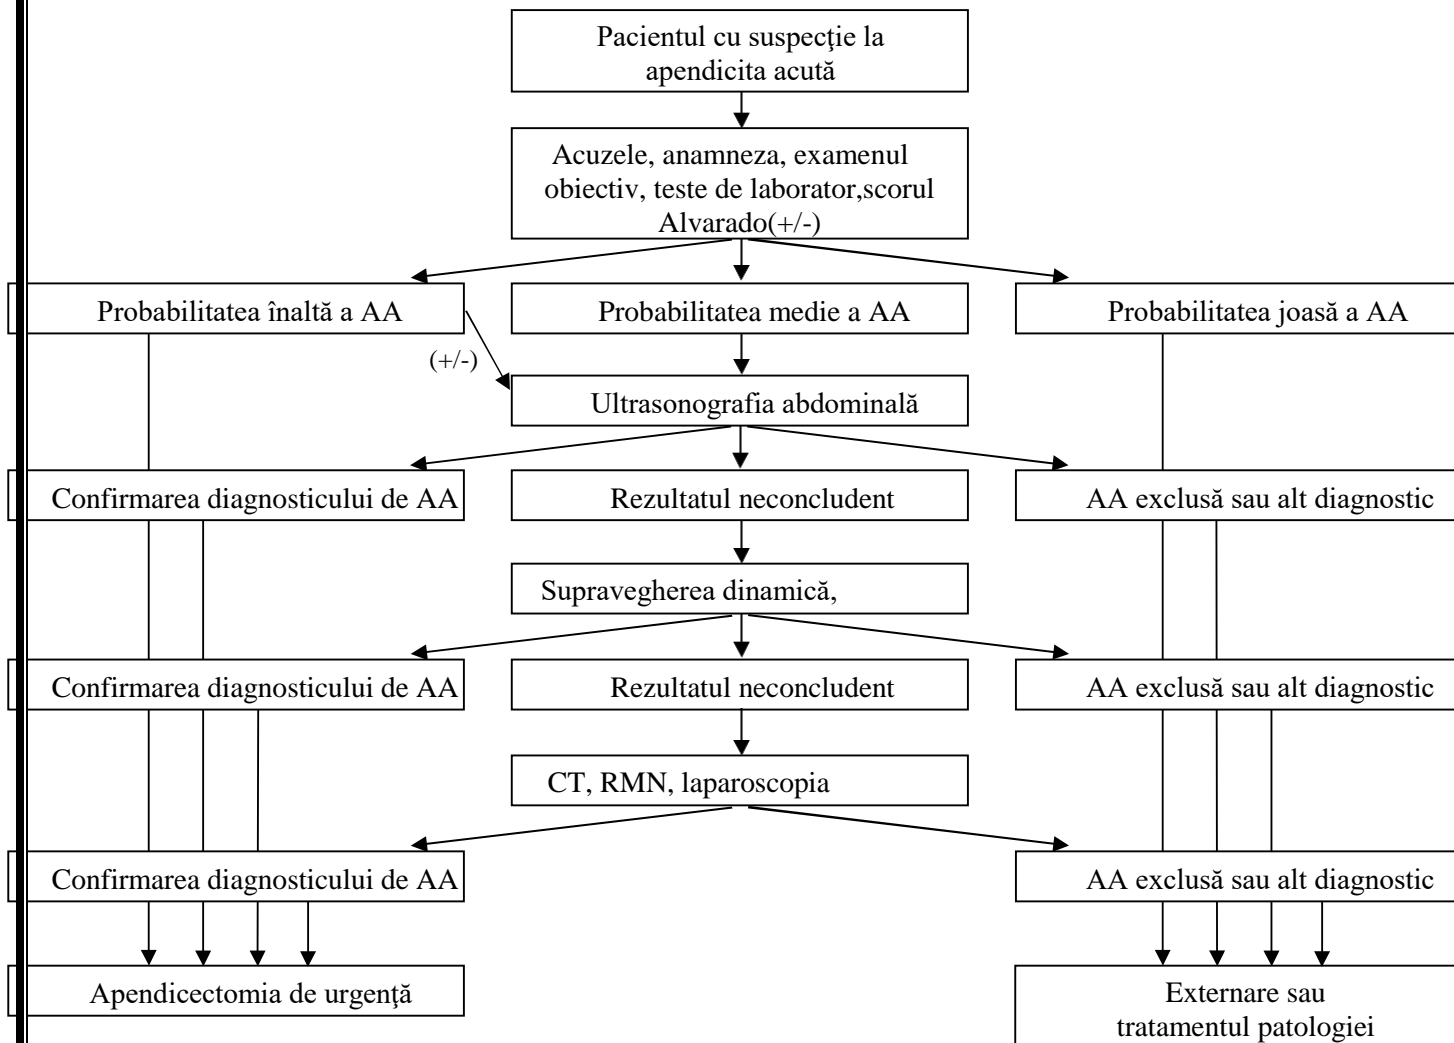 Pacientul cu suspecţie la
apendicita acută
Acuzele, anamneza, examenul
obiectiv, teste de laborator,scorul
Alvarado(+/-)
Probabilitatea înaltă a AA
Probabilitatea medie a AA
Probabilitatea joasă a AA
(+/-)
Ultrasonografia abdominală
Confirmarea diagnosticului de AA
Rezultatul neconcludent
AA exclusă sau alt diagnostic
Supravegherea dinamică,
Confirmarea diagnosticului de AA
Rezultatul neconcludent
AA exclusă sau alt diagnostic
CT, RMN, laparoscopia
Confirmarea diagnosticului de AA
AA exclusă sau alt diagnostic
Apendicectomia de urgenţă
Externare sau
tratamentul patologiei